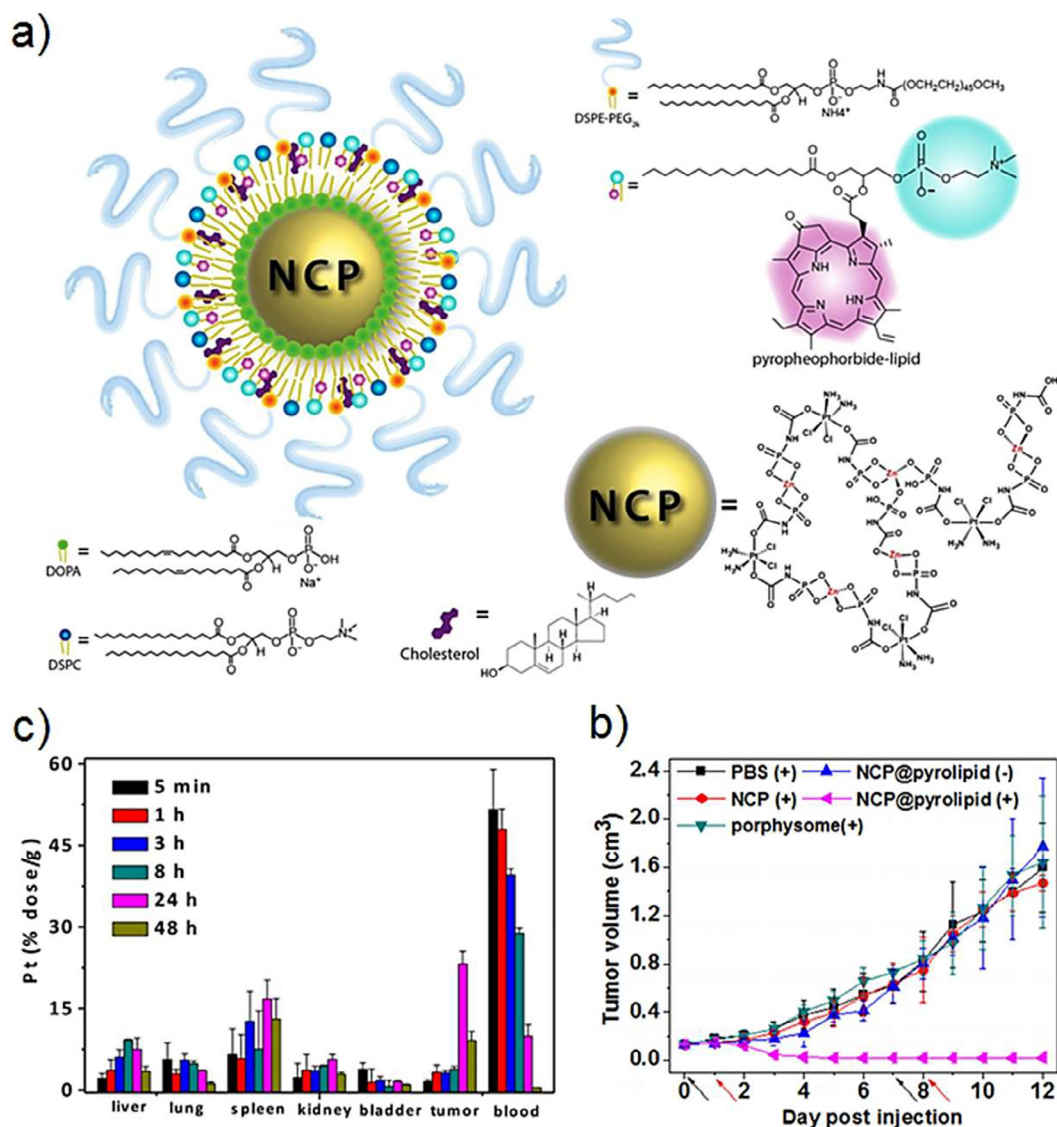 a)
NCP
DSPE-PEG2k
=
O
O
O
O
P
O
O-
NH4+
H
N
O
(OCH2CH2)45OCH3
=
pyropheophorbide-lipid
NCP
=
DOPA
=
Na+
DSPC
=
Cholesterol
=
HO
H
H
H
c)
Pt (% dose/g)
60
45
30
15
0
5 min
1 h
3 h
8 h
24 h
48 h
liver lung spleen kidney bladder tumor blood
b)
Tumor volume (cm3)
2.4
2.0
1.6
1.2
0.8
0.4
0.0
PBS (+) NCP@pyrolipid (-)
NCP (+) NCP@pyrolipid (+)
porphysome(+)
0 2 4 6 8 10 12
Day post injection